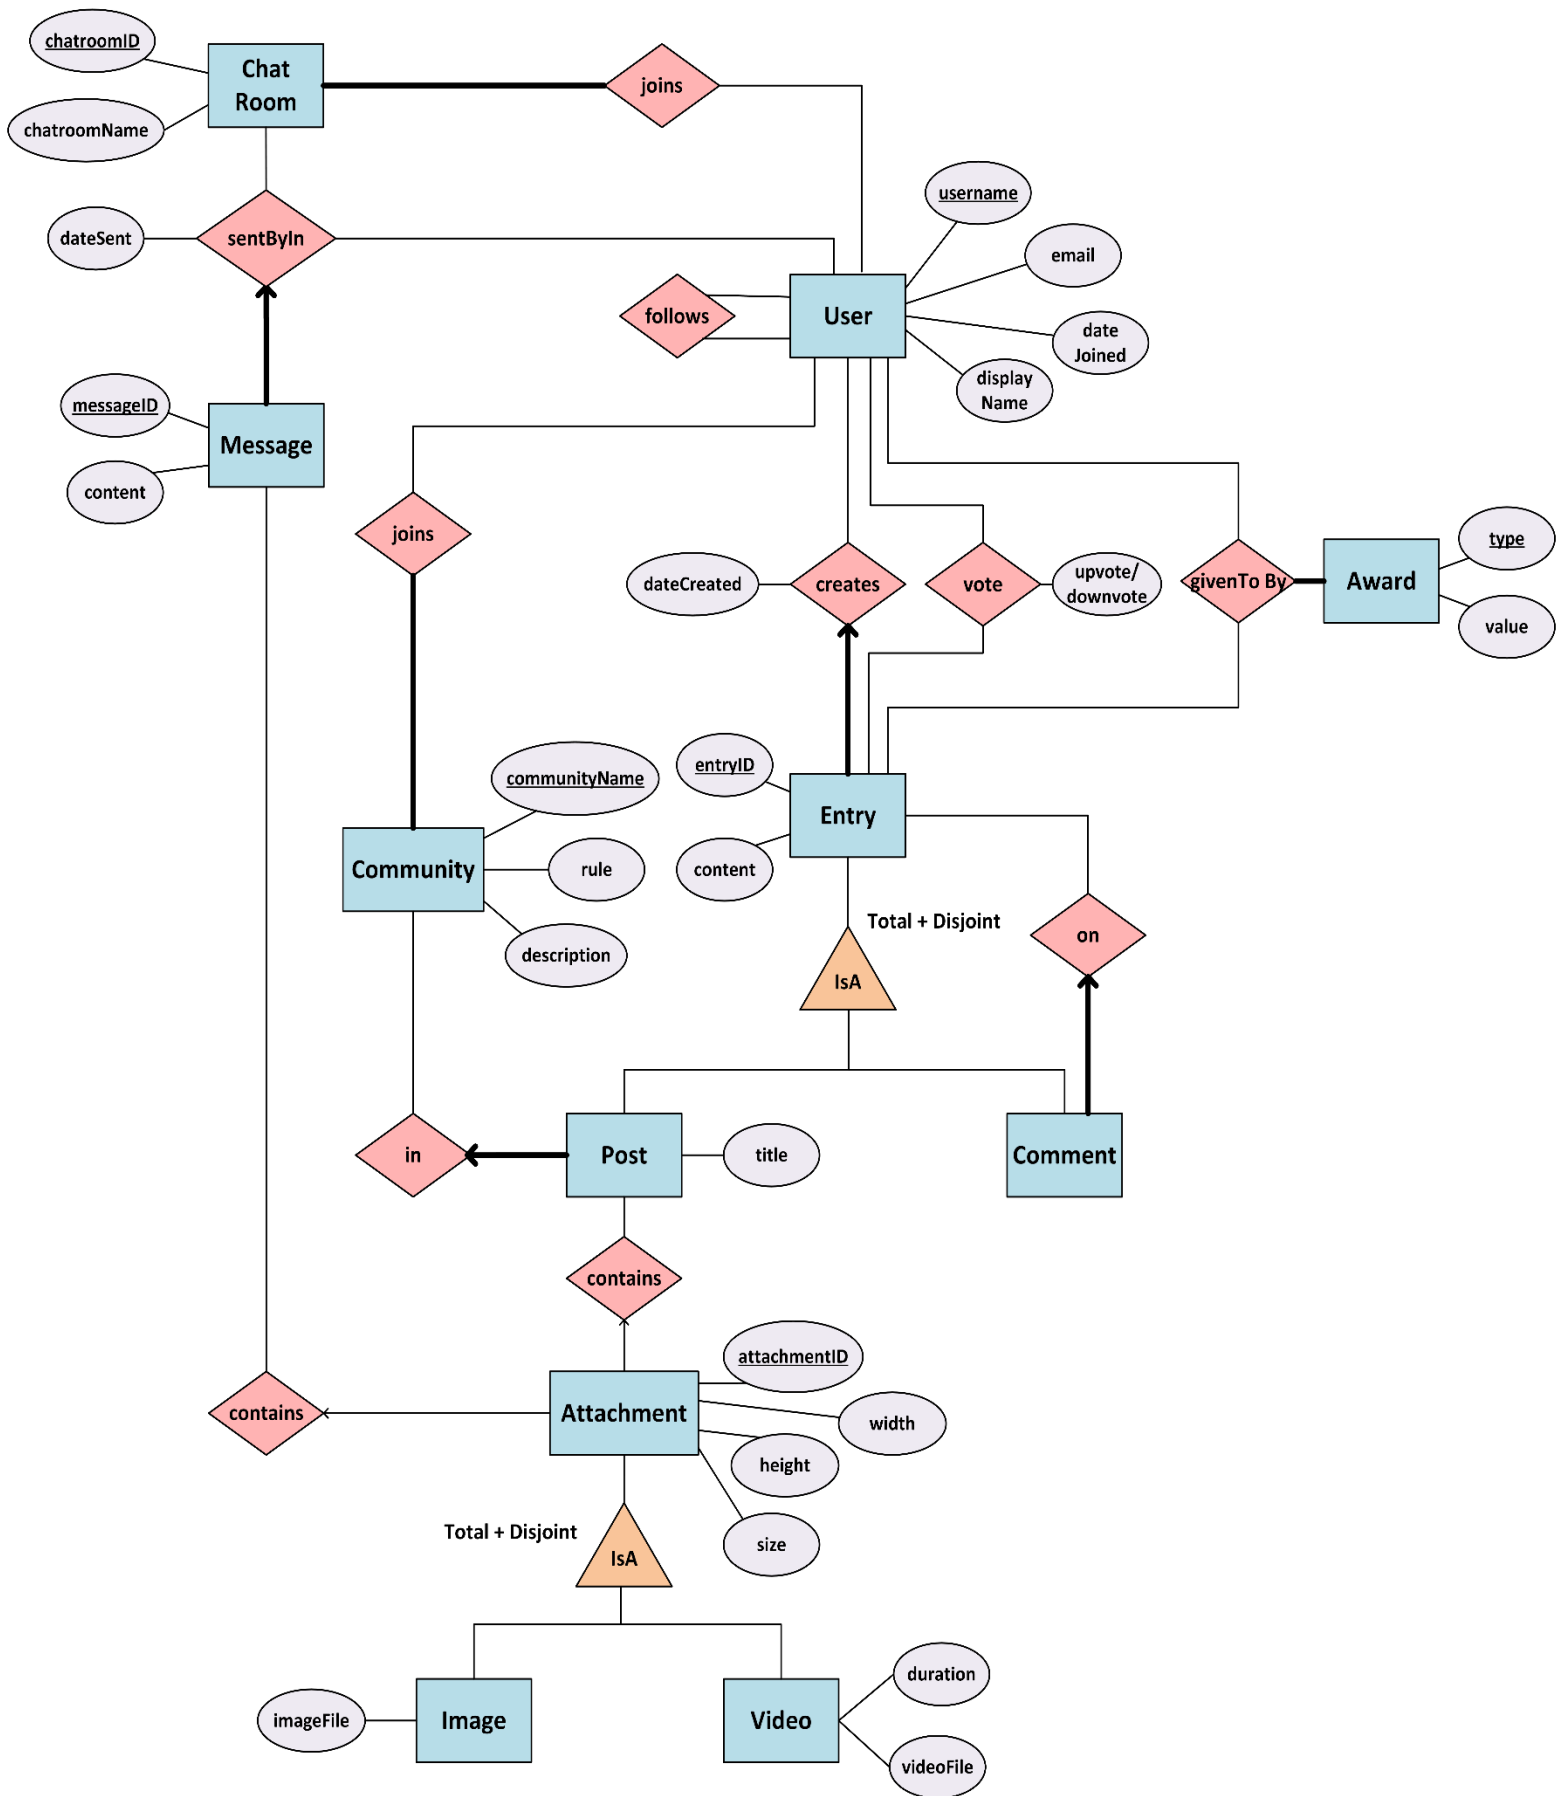 chatroomID
Chat
Room
joins
chatroomName
username
dateSent
sentByIn
email
follows
User
date
Joined
display
Name
messageID
Message
content
joins
type
dateCreated
creates
vote
upvote/
downvote
givenTo By
Award
value
communityName
entryID
Entry
Community
rule
content
description
Total + Disjoint
on
IsA
in
Post
title
Comment
contains
attachmentID
contains
Attachment
width
height
Total + Disjoint
size
IsA
duration
imageFile
Image
Video
videoFile